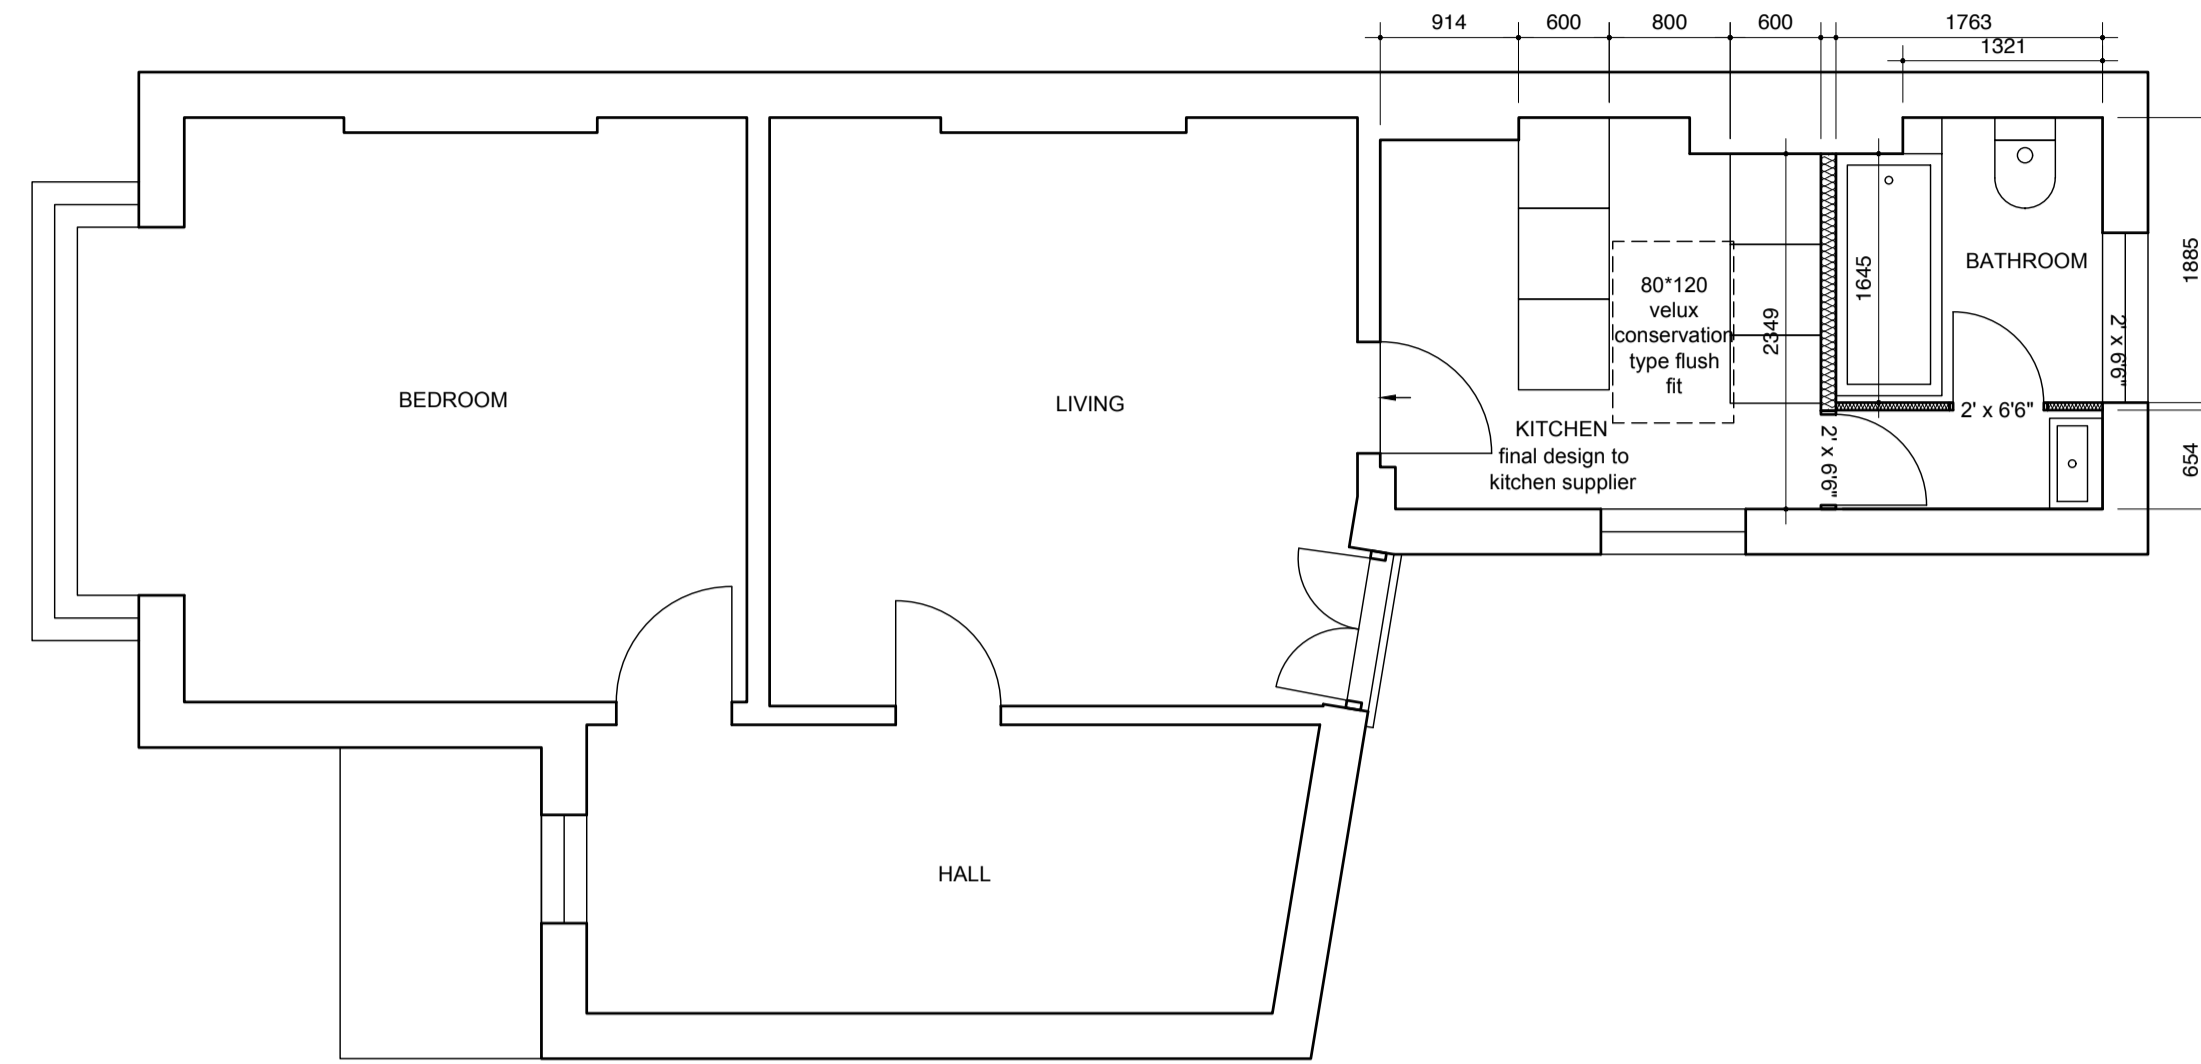 914
600
800
600
1763
1321
BEDROOM
LIVING
80*120
velux
conservation
type flush
fit
2349
1645
BATHROOM
1885
2' x 6'6"
2' x 6'6"
2' x 6'6"
KITCHEN
final design to
kitchen supplier
654
HALL